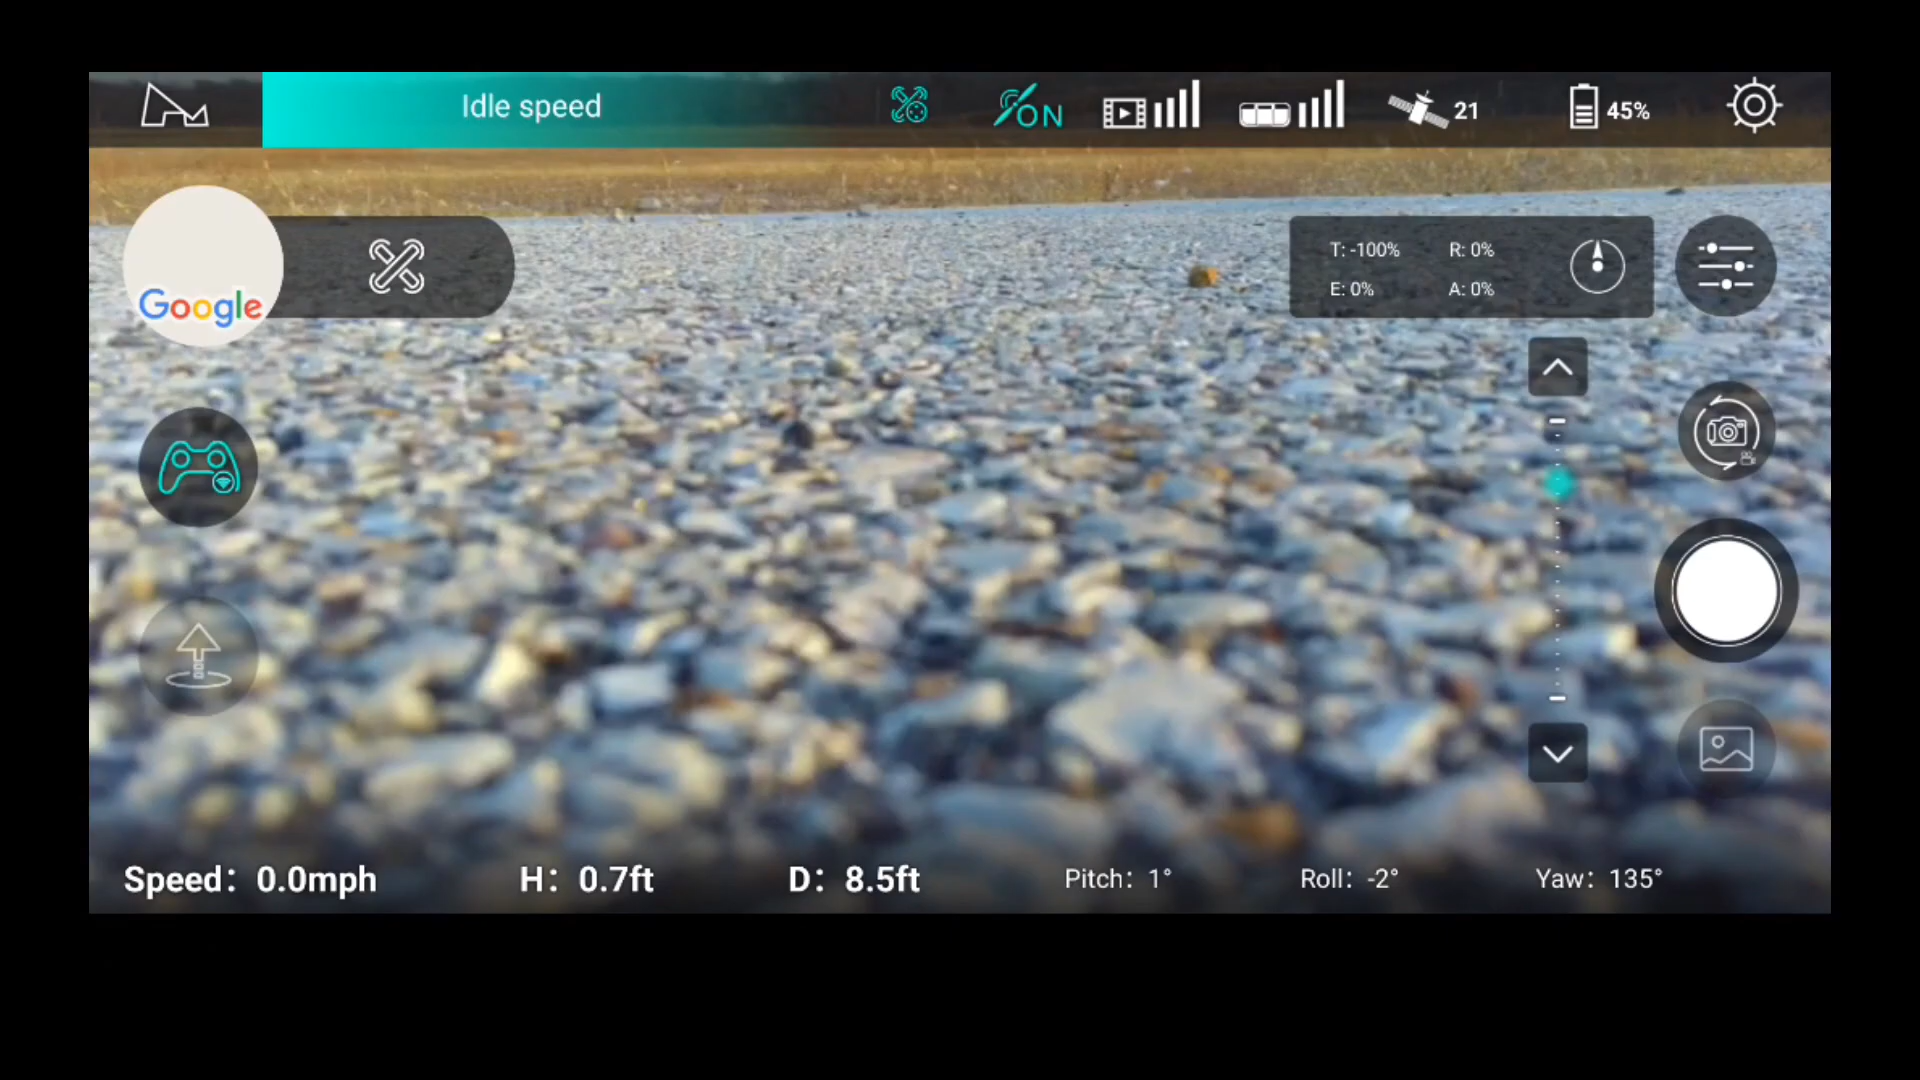 Idle speed
ON
21
45%
Google
T: -100% R: 0%
E: 0% A: 0%
Speed: 0.0mph H: 0.7ft D: 8.5ft Pitch: 1° Roll: -2° Yaw: 135°